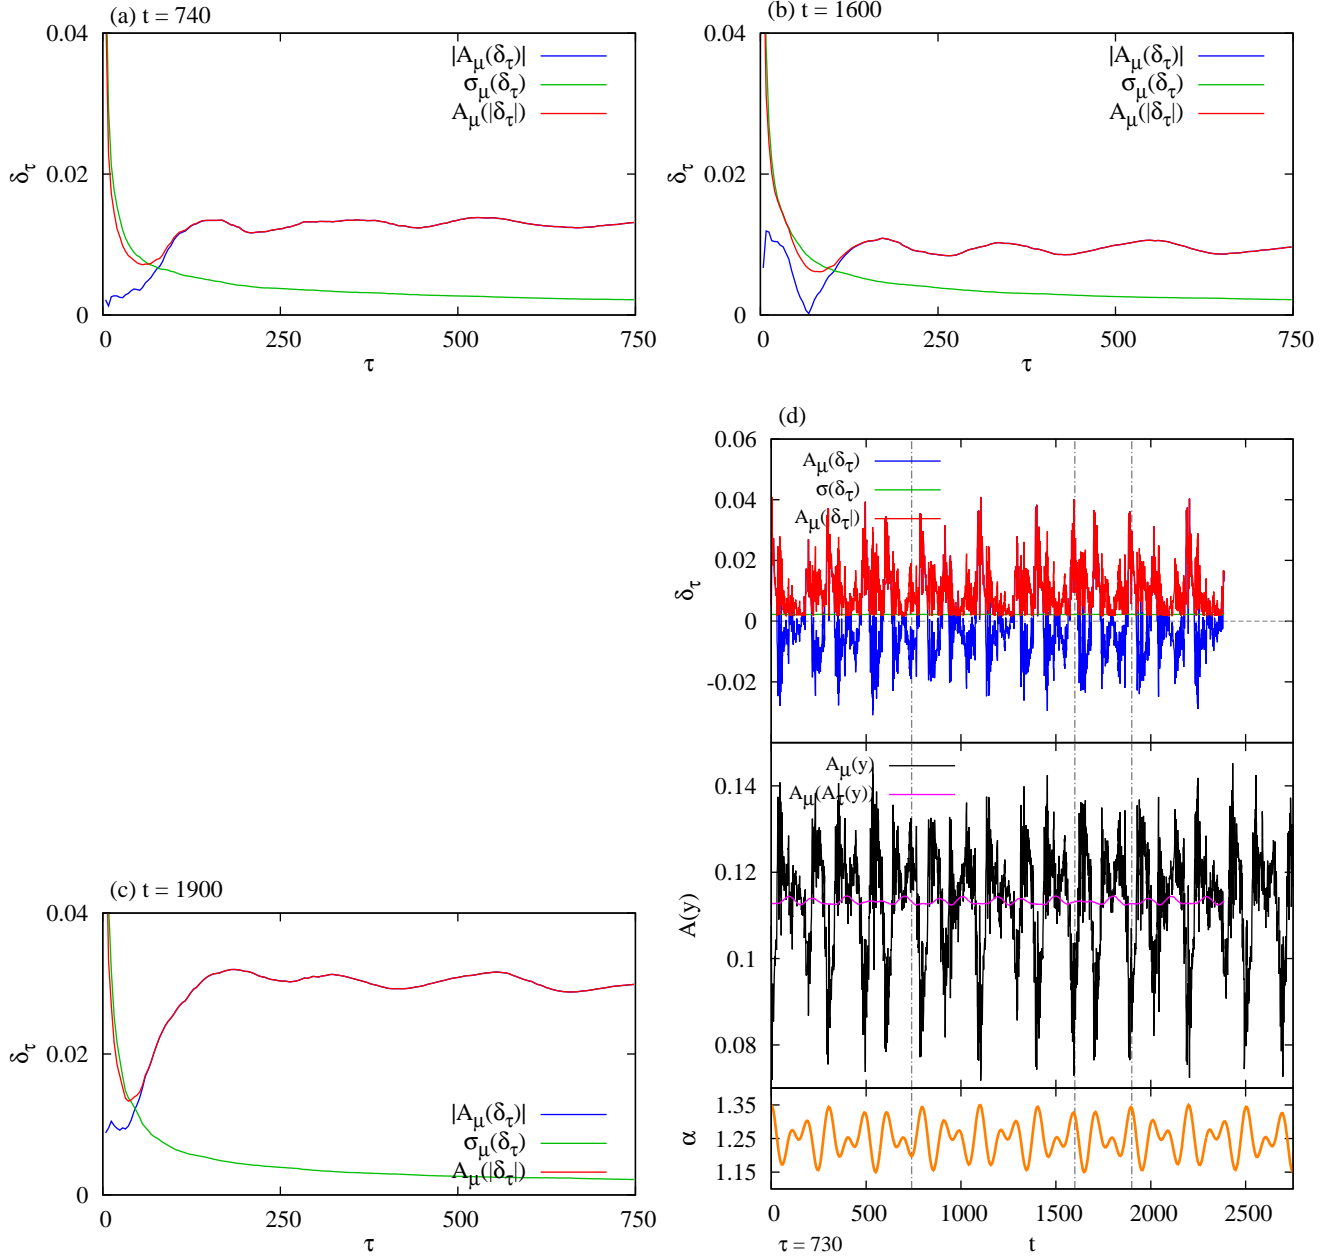 (a) t = 740
0.04
0.02
0
δτ
|Aμ(δτ)|
σμ(δτ)
Aμ(|δτ|)
0 250 500 750
τ
(b) t = 1600
0.04
0.02
0
δτ
|Aμ(δτ)|
σμ(δτ)
Aμ(|δτ|)
0 250 500 750
τ
(c) t = 1900
0.04
0.02
0
δτ
|Aμ(δτ)|
σμ(δτ)
Aμ(|δτ|)
0 250 500 750
τ
(d)
0.06
0.04
0.02
0
-0.02
δτ
Aμ(δτ)
σ(δτ)
Aμ(δτ|)
0.14
0.12
0.1
0.08
A(y)
Aμ(y)
Aμ(Aτ(y))
1.35
1.25
1.15
α
0 500 1000 1500 2000 2500
τ = 730
t